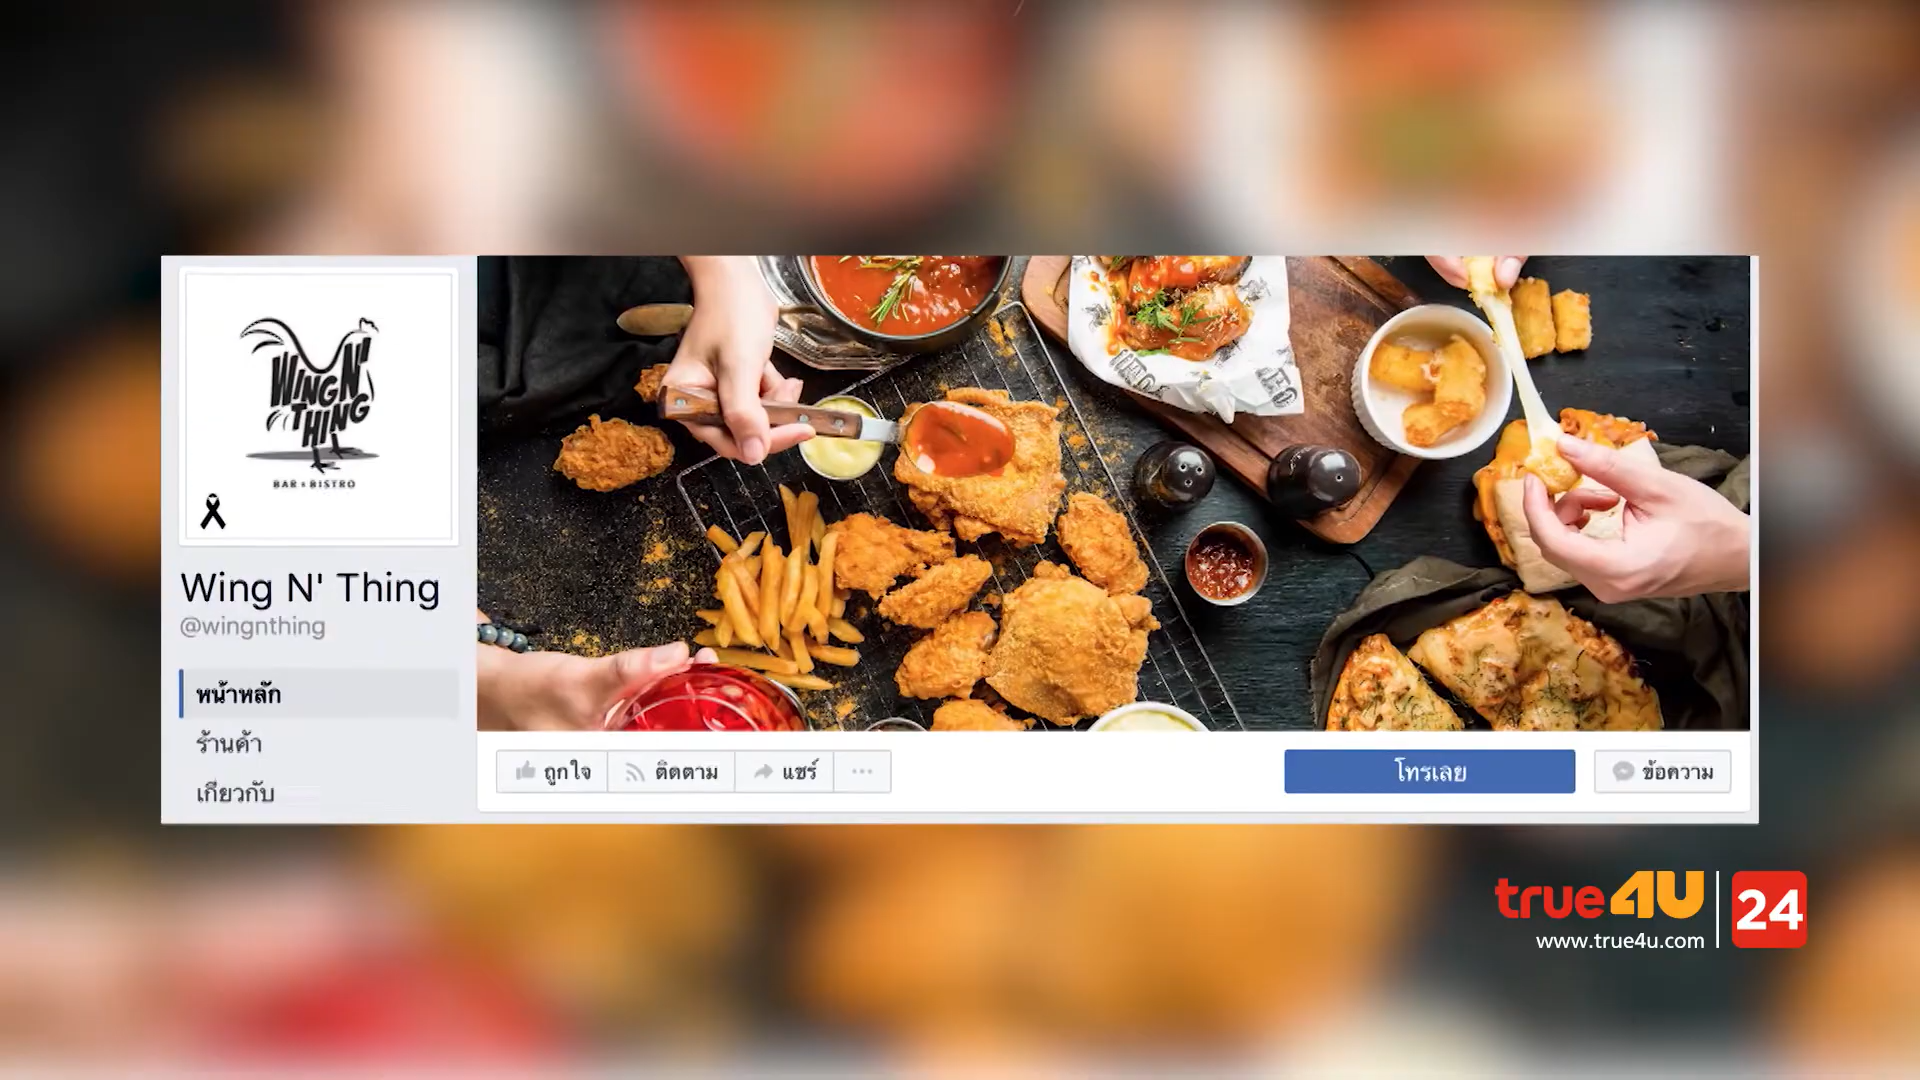 WING N'
THING
BAR & BISTRO
Wing N' Thing
@wingnthing
หน้าหลัก
ร้านค้า
เกี่ยวกับ
ถูกใจ
ติดตาม
แชร์
โทรเลย
ข้อความ
true4U
24
www.true4u.com